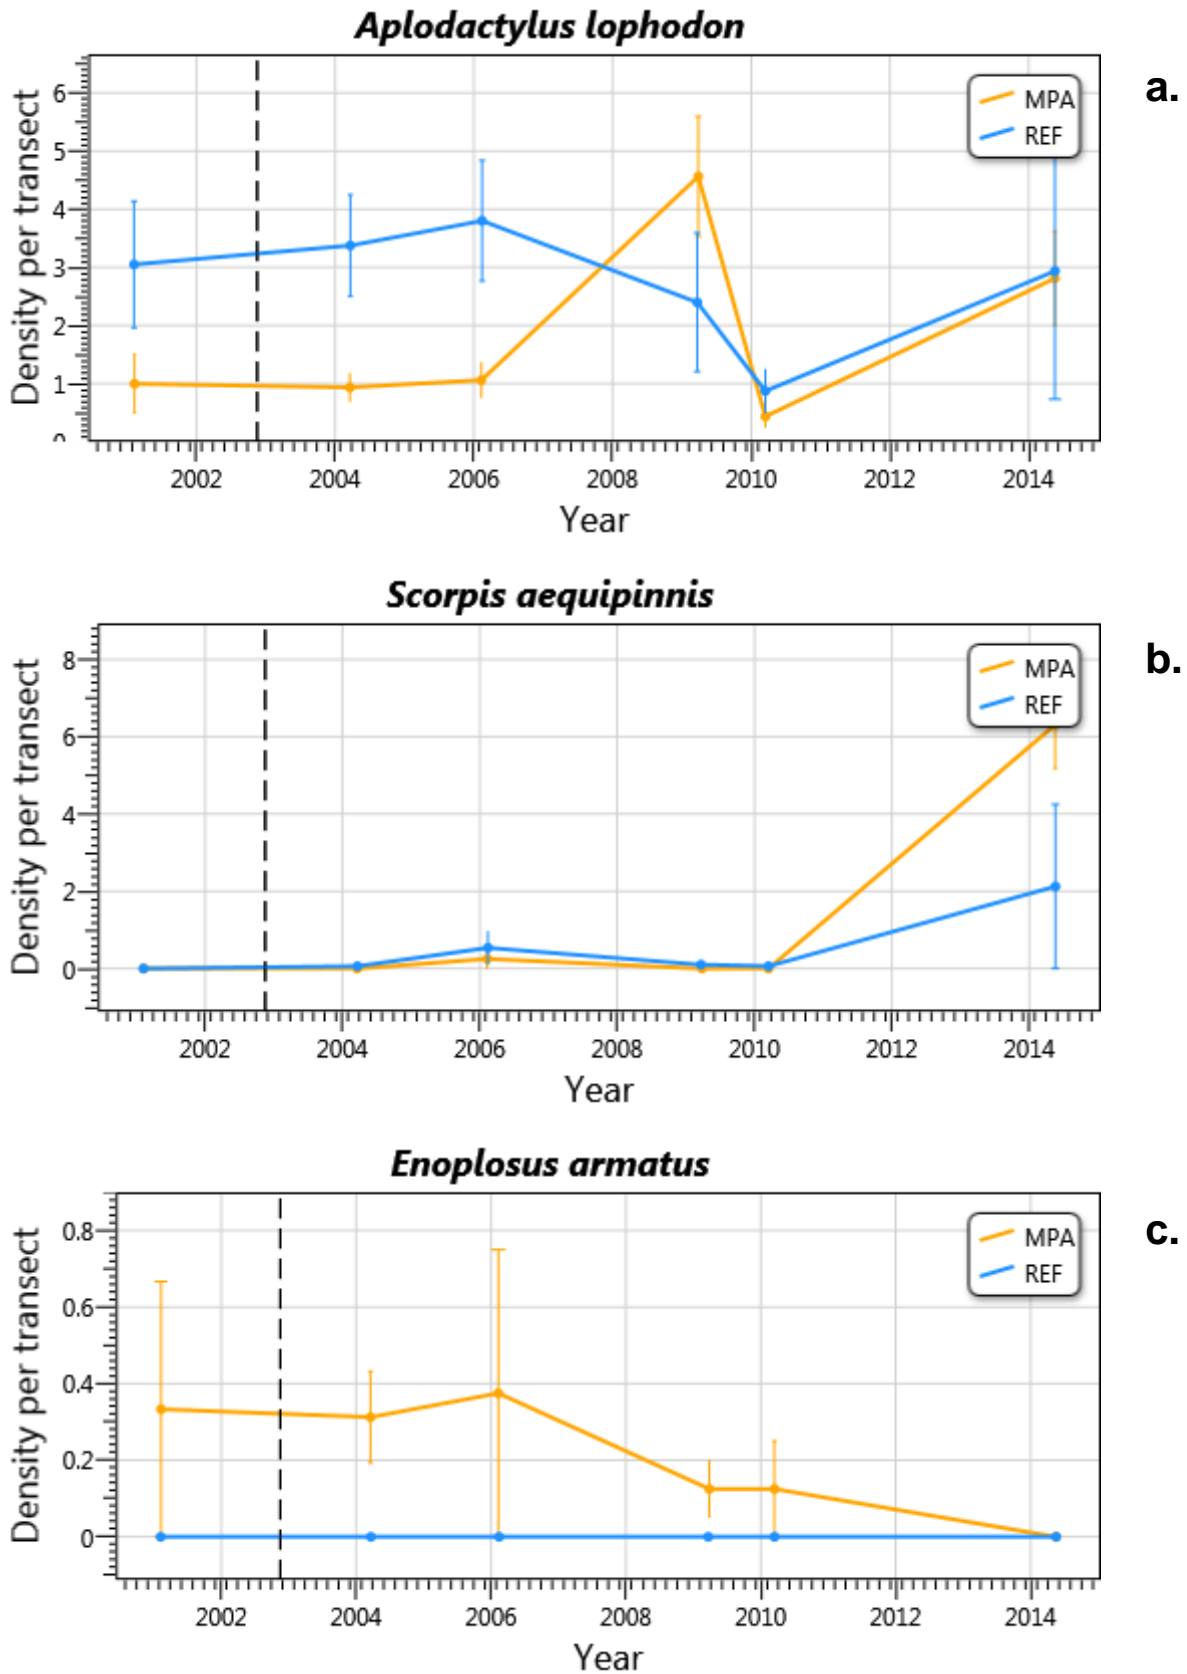 Aplodactylus lophodon
a.
Density per transect
6
5
4
3
2
1
0
MPA
REF
2002 2004 2006 2008 2010 2012 2014
Year
Scorpis aequipinnis
b.
Density per transect
8
6
4
2
0
MPA
REF
2002 2004 2006 2008 2010 2012 2014
Year
Enoplosus armatus
c.
Density per transect
0.8
0.6
0.4
0.2
0
MPA
REF
2002 2004 2006 2008 2010 2012 2014
Year